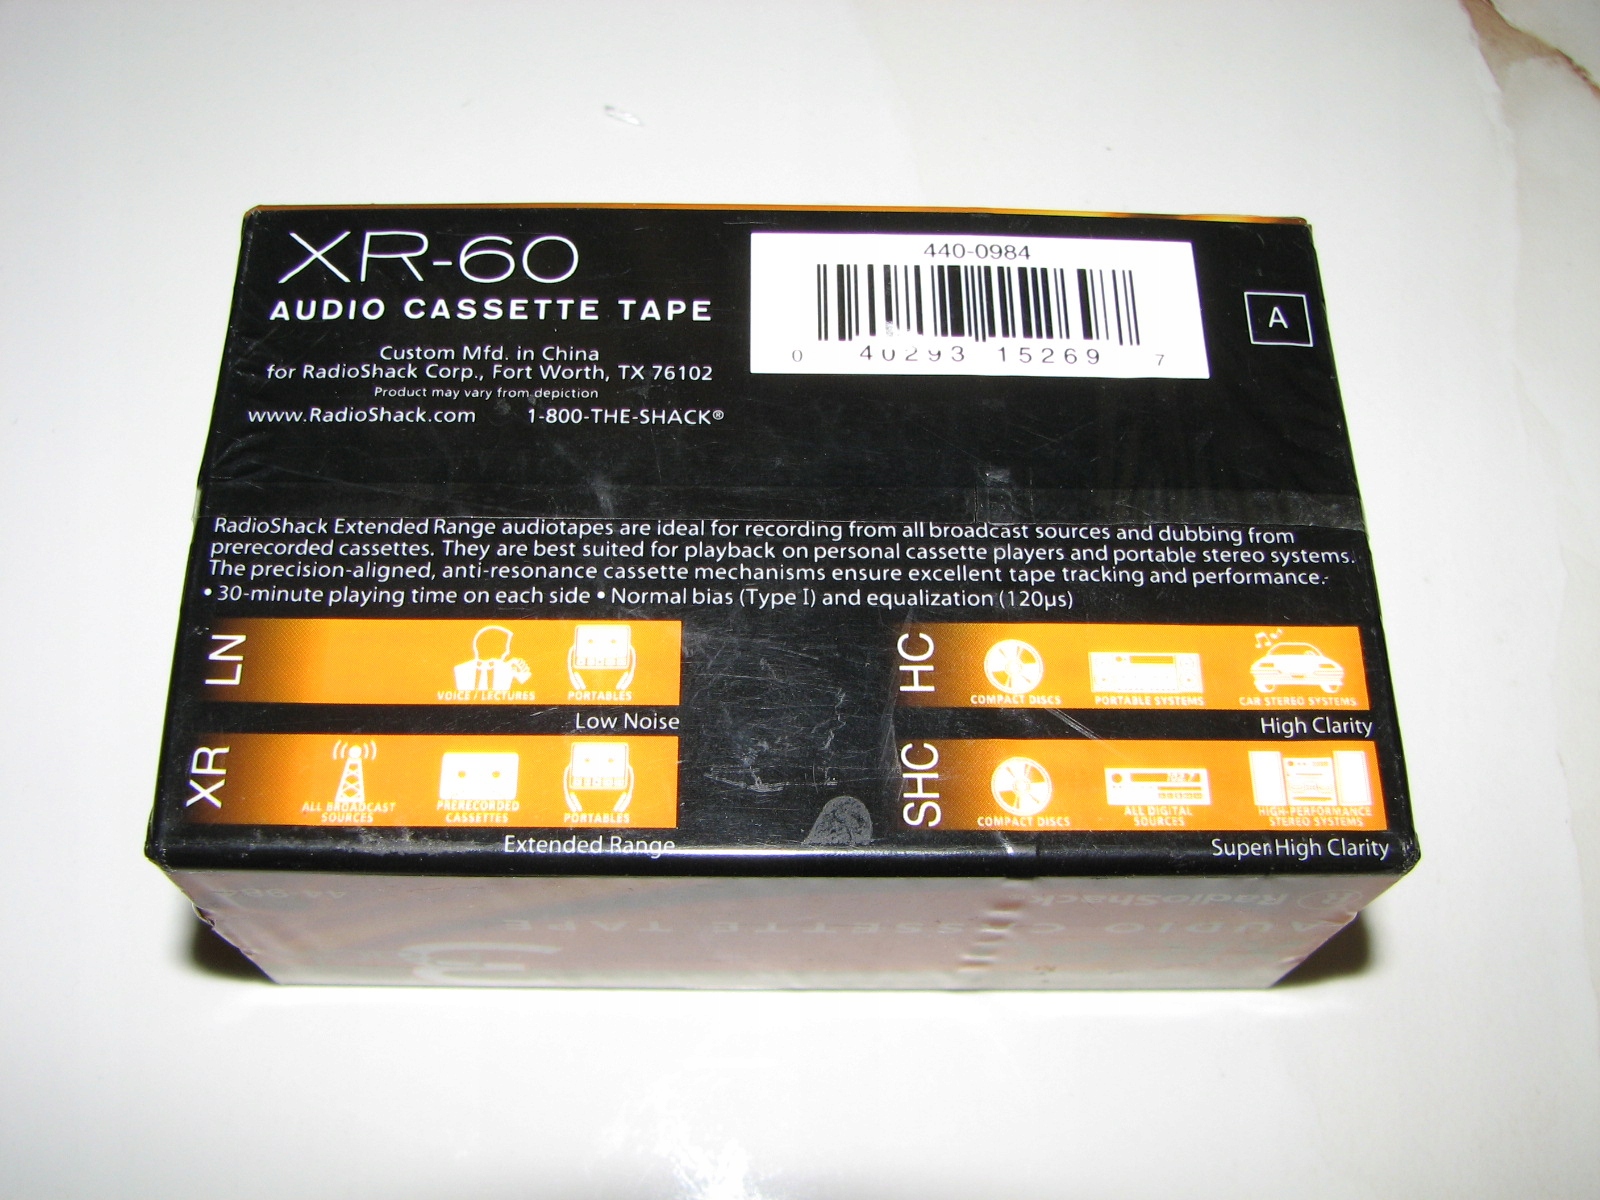 XR-60
AUDIO CASSETTE TAPE
Custom Mfd. in China
for RadioShack Corp., Fort Worth, TX 76102
Product may vary from depiction
www.RadioShack.com 1-800-THE-SHACK®
440-0984
0 40293 15269 7
A
RadioShack Extended Range audiotapes are ideal for recording from all broadcast sources and dubbing from
prerecorded cassettes. They are best suited for playback on personal cassette players and portable stereo systems.
The precision-aligned, anti-resonance cassette mechanisms ensure excellent tape tracking and performance.
• 30-minute playing time on each side • Normal bias (Type I) and equalization (120µs)
LN
VOICE / LECTURES PORTABLES
Low Noise
XR
ALL BROADCAST
SOURCES
PRERECORDED
CASSETTES
PORTABLES
Extended Range
HC
COMPACT DISCS PORTABLE SYSTEMS CAR STEREO SYSTEMS
High Clarity
SHC
COMPACT DISCS
ALL DIGITAL
SOURCES
HIGH-PERFORMANCE
STEREO SYSTEMS
Super High Clarity
RadioShack
AUDIO CASSETTE TAPE